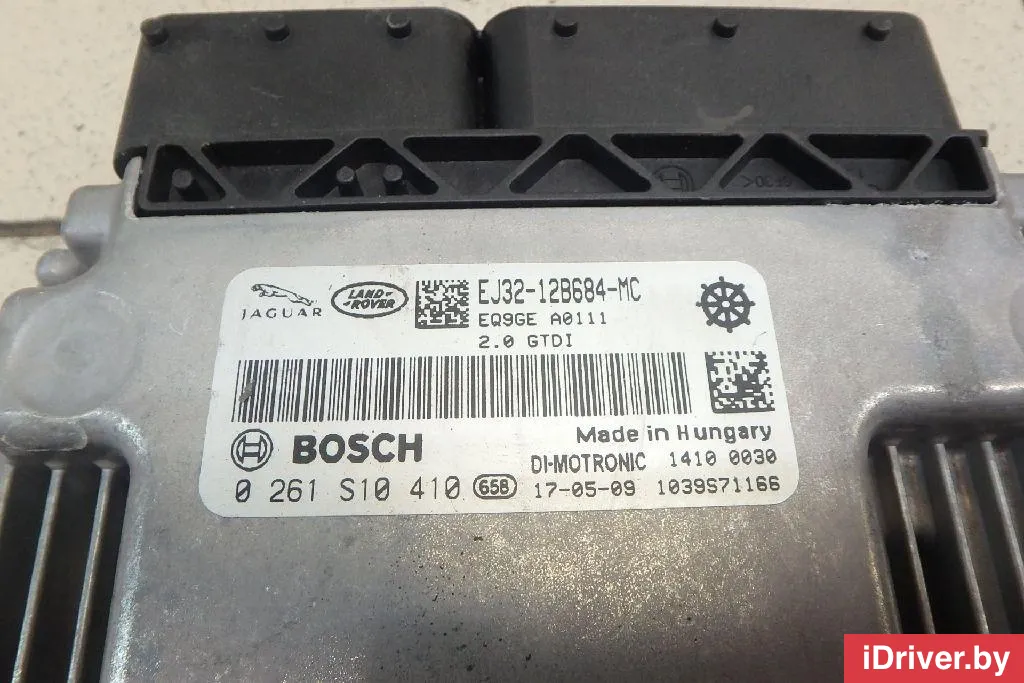 JAGUAR
LAND-
ROVER
EJ32-12B684-MC
EQ9GE A0111
2.0 GTDI
BOSCH
Made in Hungary
DI-MOTRONIC 1410 0030
0 261 S10 410 65B 17-05-09 1039S71166
iDriver.by